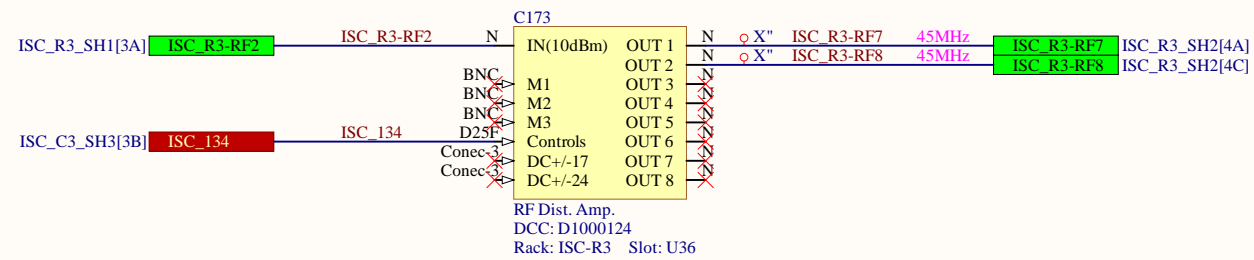 C173
ISC_R3_SH1[3A] ISC_R3-RF2 ISC_R3-RF2 N IN(10dBm) OUT 1 N X" ISC_R3-RF7 45MHz ISC_R3-RF7 ISC_R3_SH2[4A]
OUT 2 N X" ISC_R3-RF8 45MHz ISC_R3-RF8 ISC_R3_SH2[4C]
BNC M1 OUT 3 N
BNC M2 OUT 4 N
BNC M3 OUT 5 N
ISC_C3_SH3[3B] ISC_134 ISC_134 D25F Controls OUT 6 N
Conec-3 DC+/-17 OUT 7 N
Conec-3 DC+/-24 OUT 8 N
RF Dist. Amp.
DCC: D1000124
Rack: ISC-R3 Slot: U36